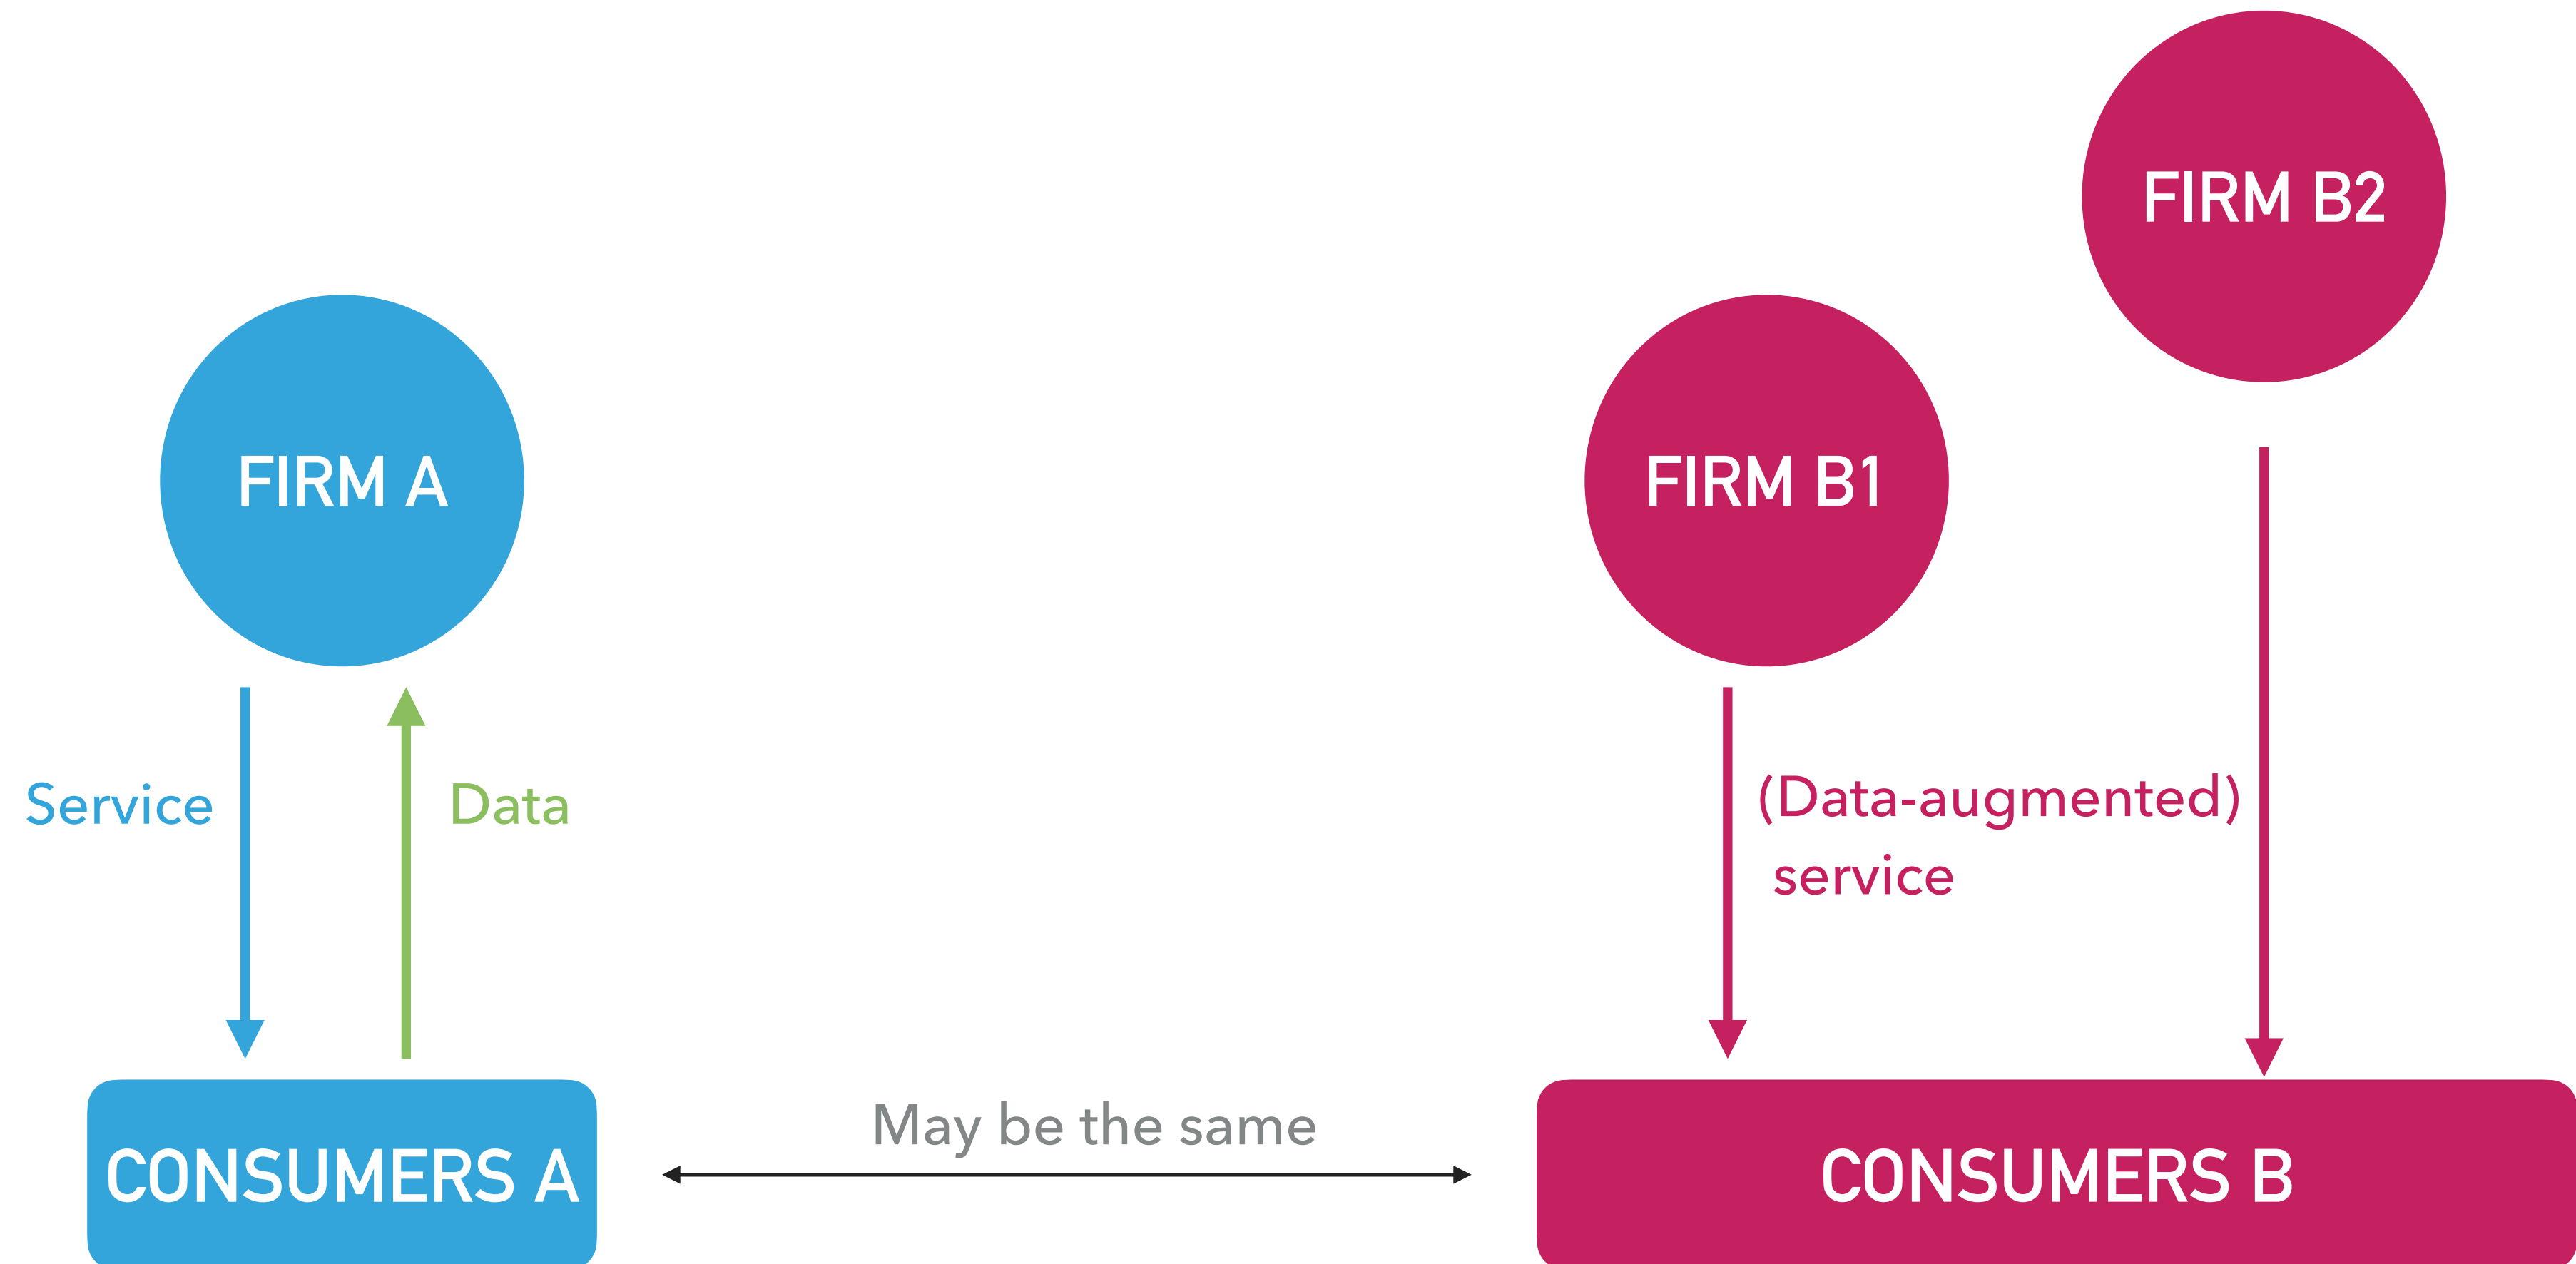 FIRM B2
FIRM A
FIRM B1
Service
Data
(Data-augmented)
service
May be the same
CONSUMERS A
CONSUMERS B